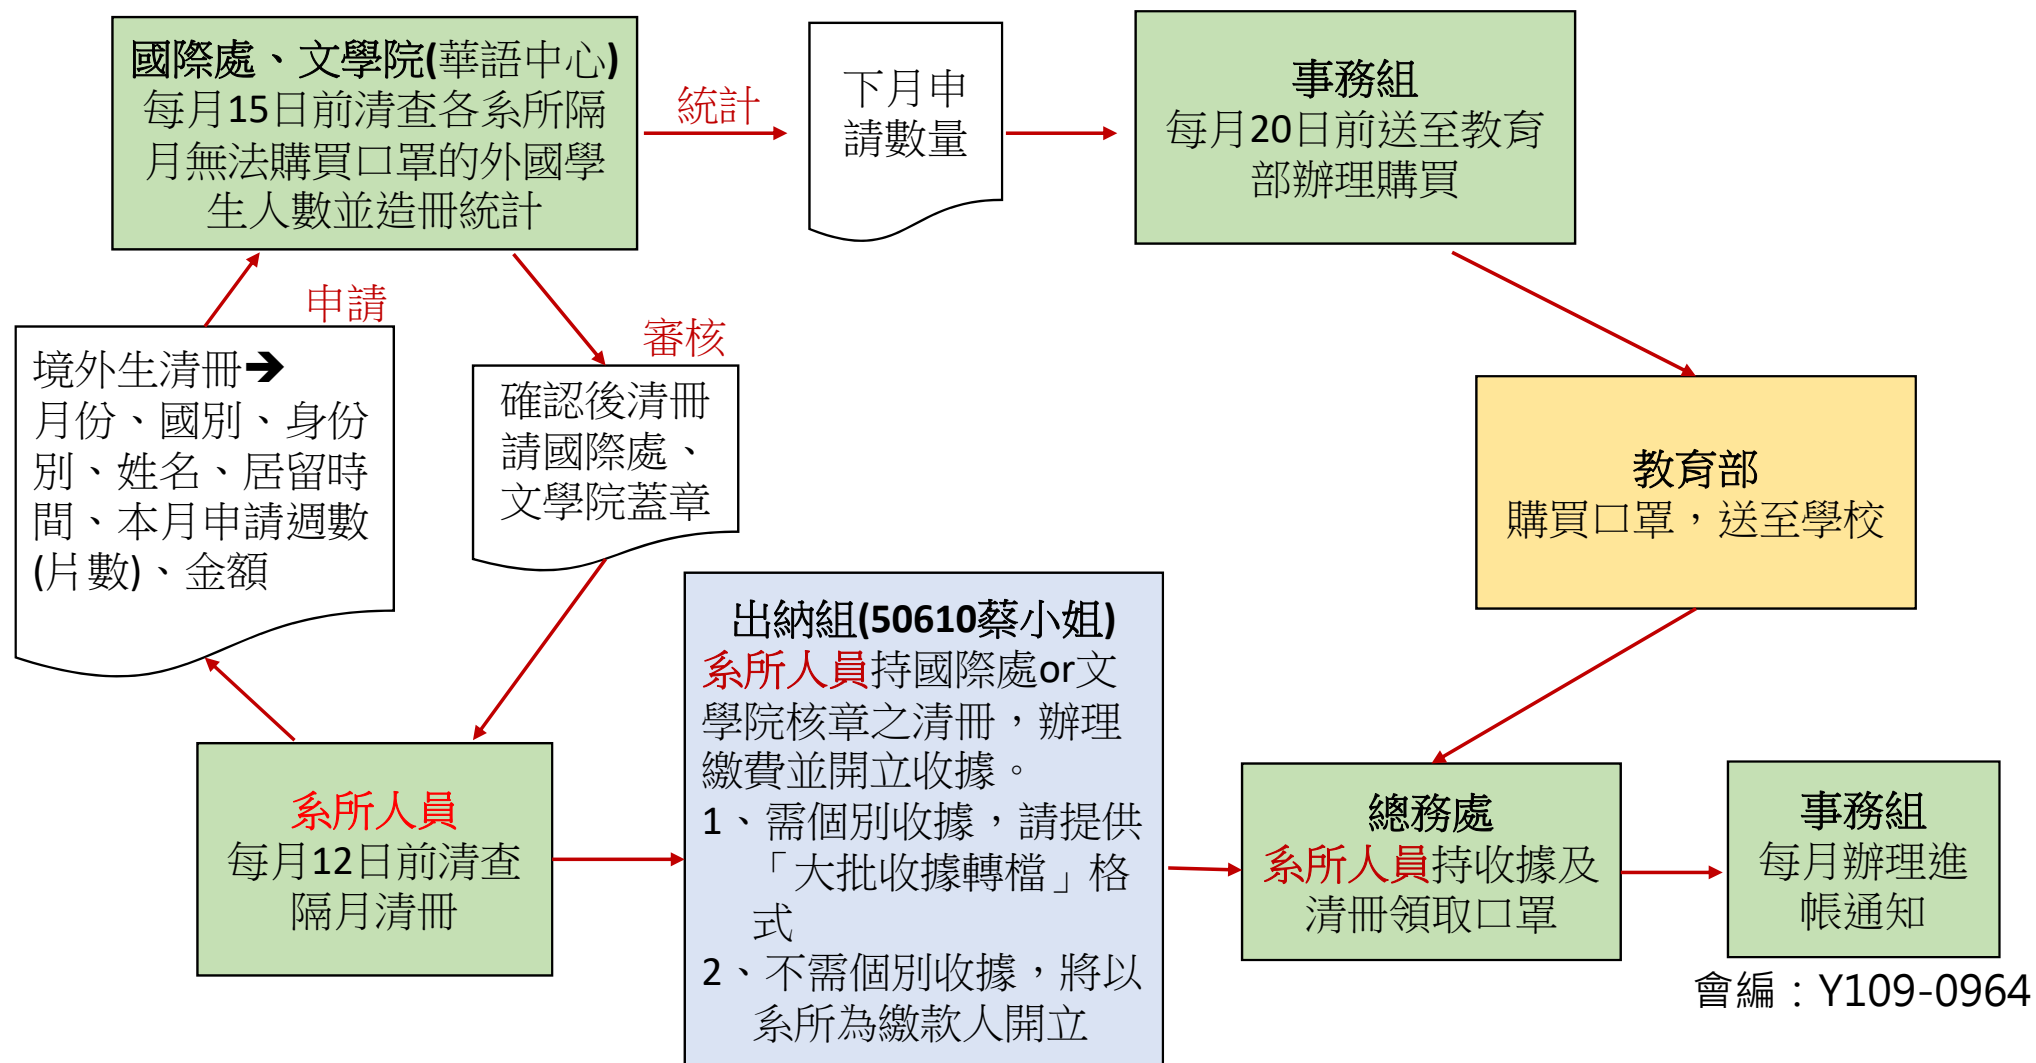 國際處、文學院(華語中心)
每月15日前清查各系所隔
月無法購買口罩的外國學
生人數並造冊統計
統計
下月申
請數量
事務組
每月20日前送至教育
部辦理購買
申請
審核
境外生清冊➔
月份、國別、身份
別、姓名、居留時
間、本月申請週數
(片數)、金額
確認後清冊
請國際處、
文學院蓋章
教育部
購買口罩，送至學校
系所人員
每月12日前清查
隔月清冊
出納組(50610蔡小姐)
系所人員持國際處or文
學院核章之清冊，辦理
繳費並開立收據。
1、需個別收據，請提供
「大批收據轉檔」格
式
2、不需個別收據，將以
系所為繳款人開立
總務處
系所人員持收據及
清冊領取口罩
事務組
每月辦理進
帳通知
會編：Y109-0964